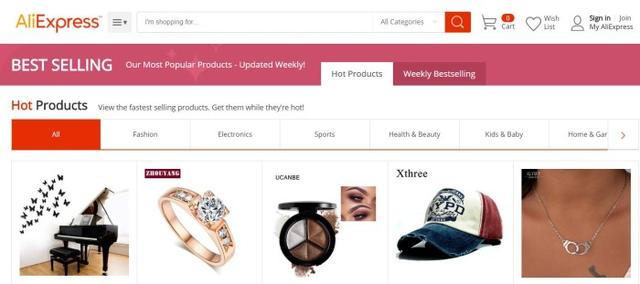 AliExpress
I'm shopping for...
All Categories
0
Cart
Wish
List
Sign in Join
My AliExpress
BEST SELLING Our Most Popular Products - Updated Weekly!
Hot Products
Weekly Bestselling
Hot Products View the fastest selling products. Get them while they're hot!
All
Fashion
Electronics
Sports
Health & Beauty
Kids & Baby
Home & Gar
ZHOUYANG
UCANBE
Xthree
NYPD